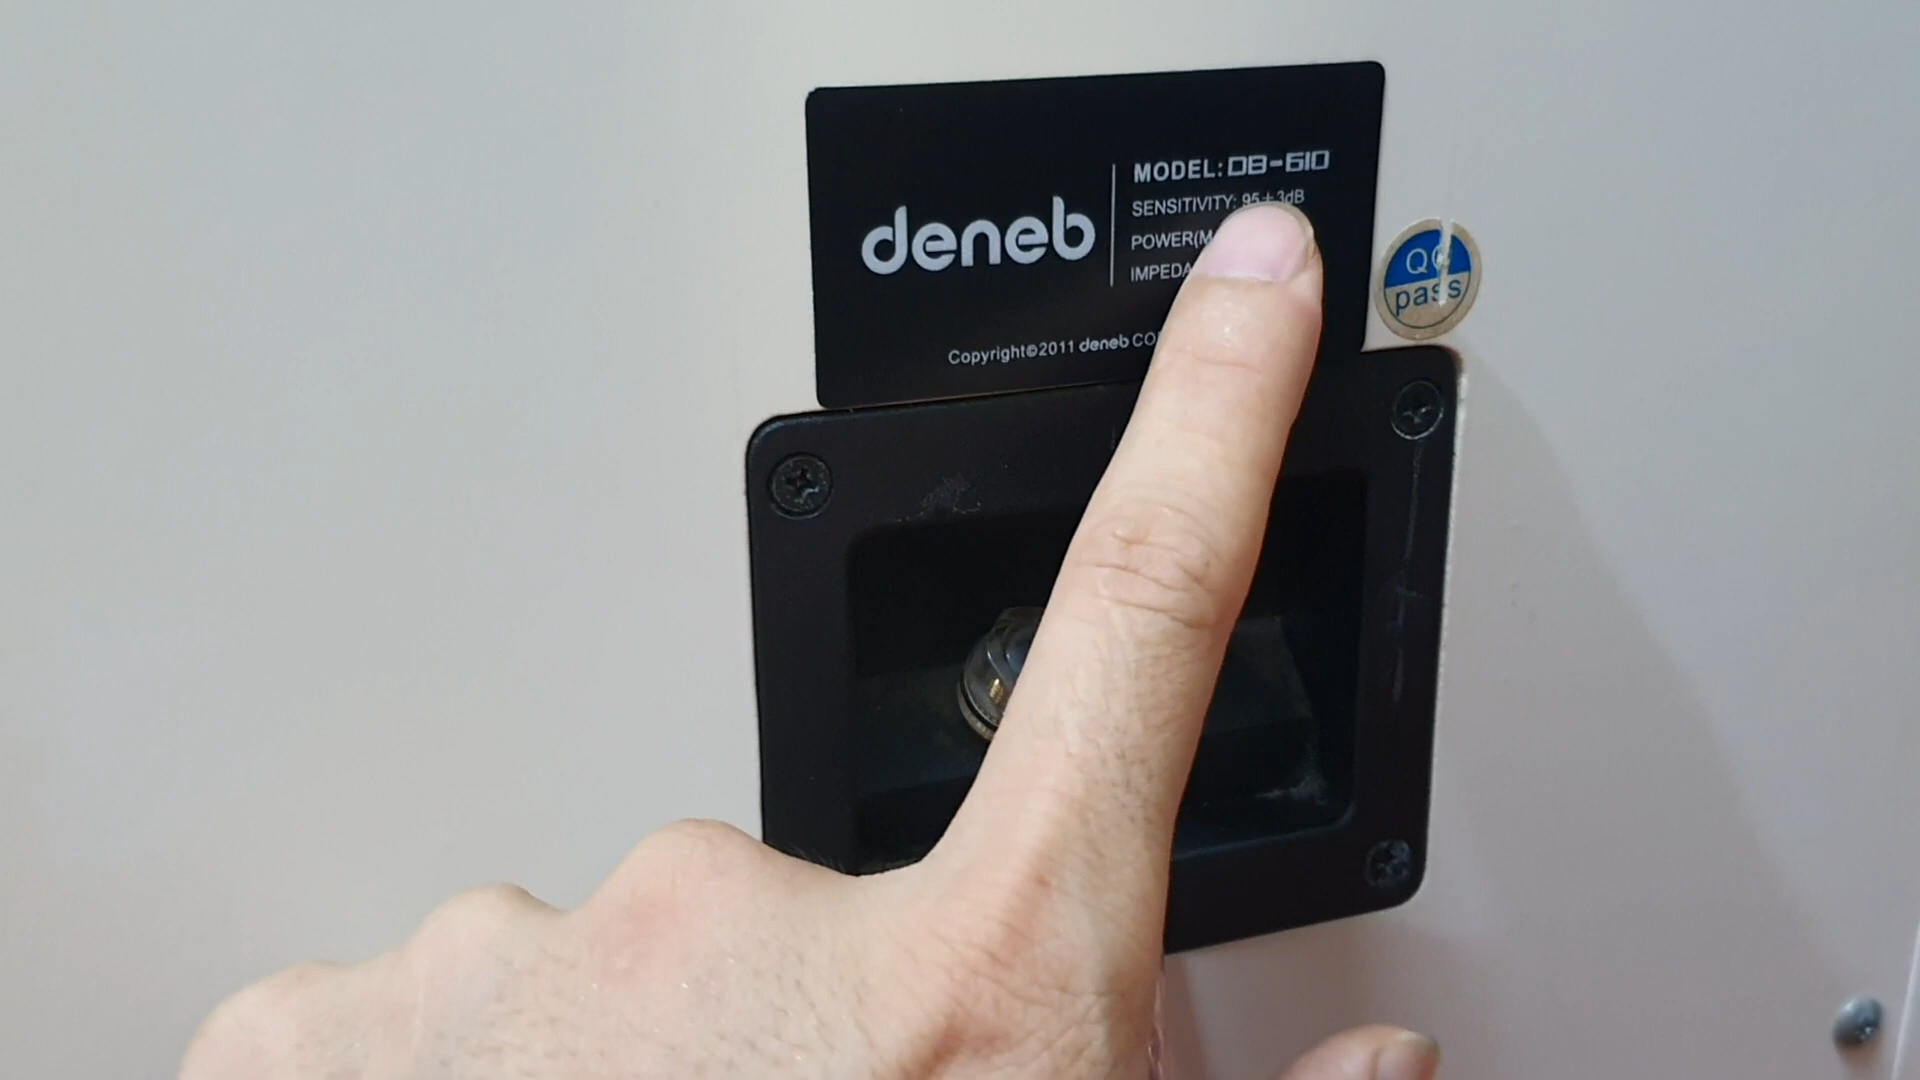 deneb
MODEL: DB-610
SENSITIVITY: 95±3dB
POWER(M
IMPEDA
Copyright©2011 deneb CO
QC
pass